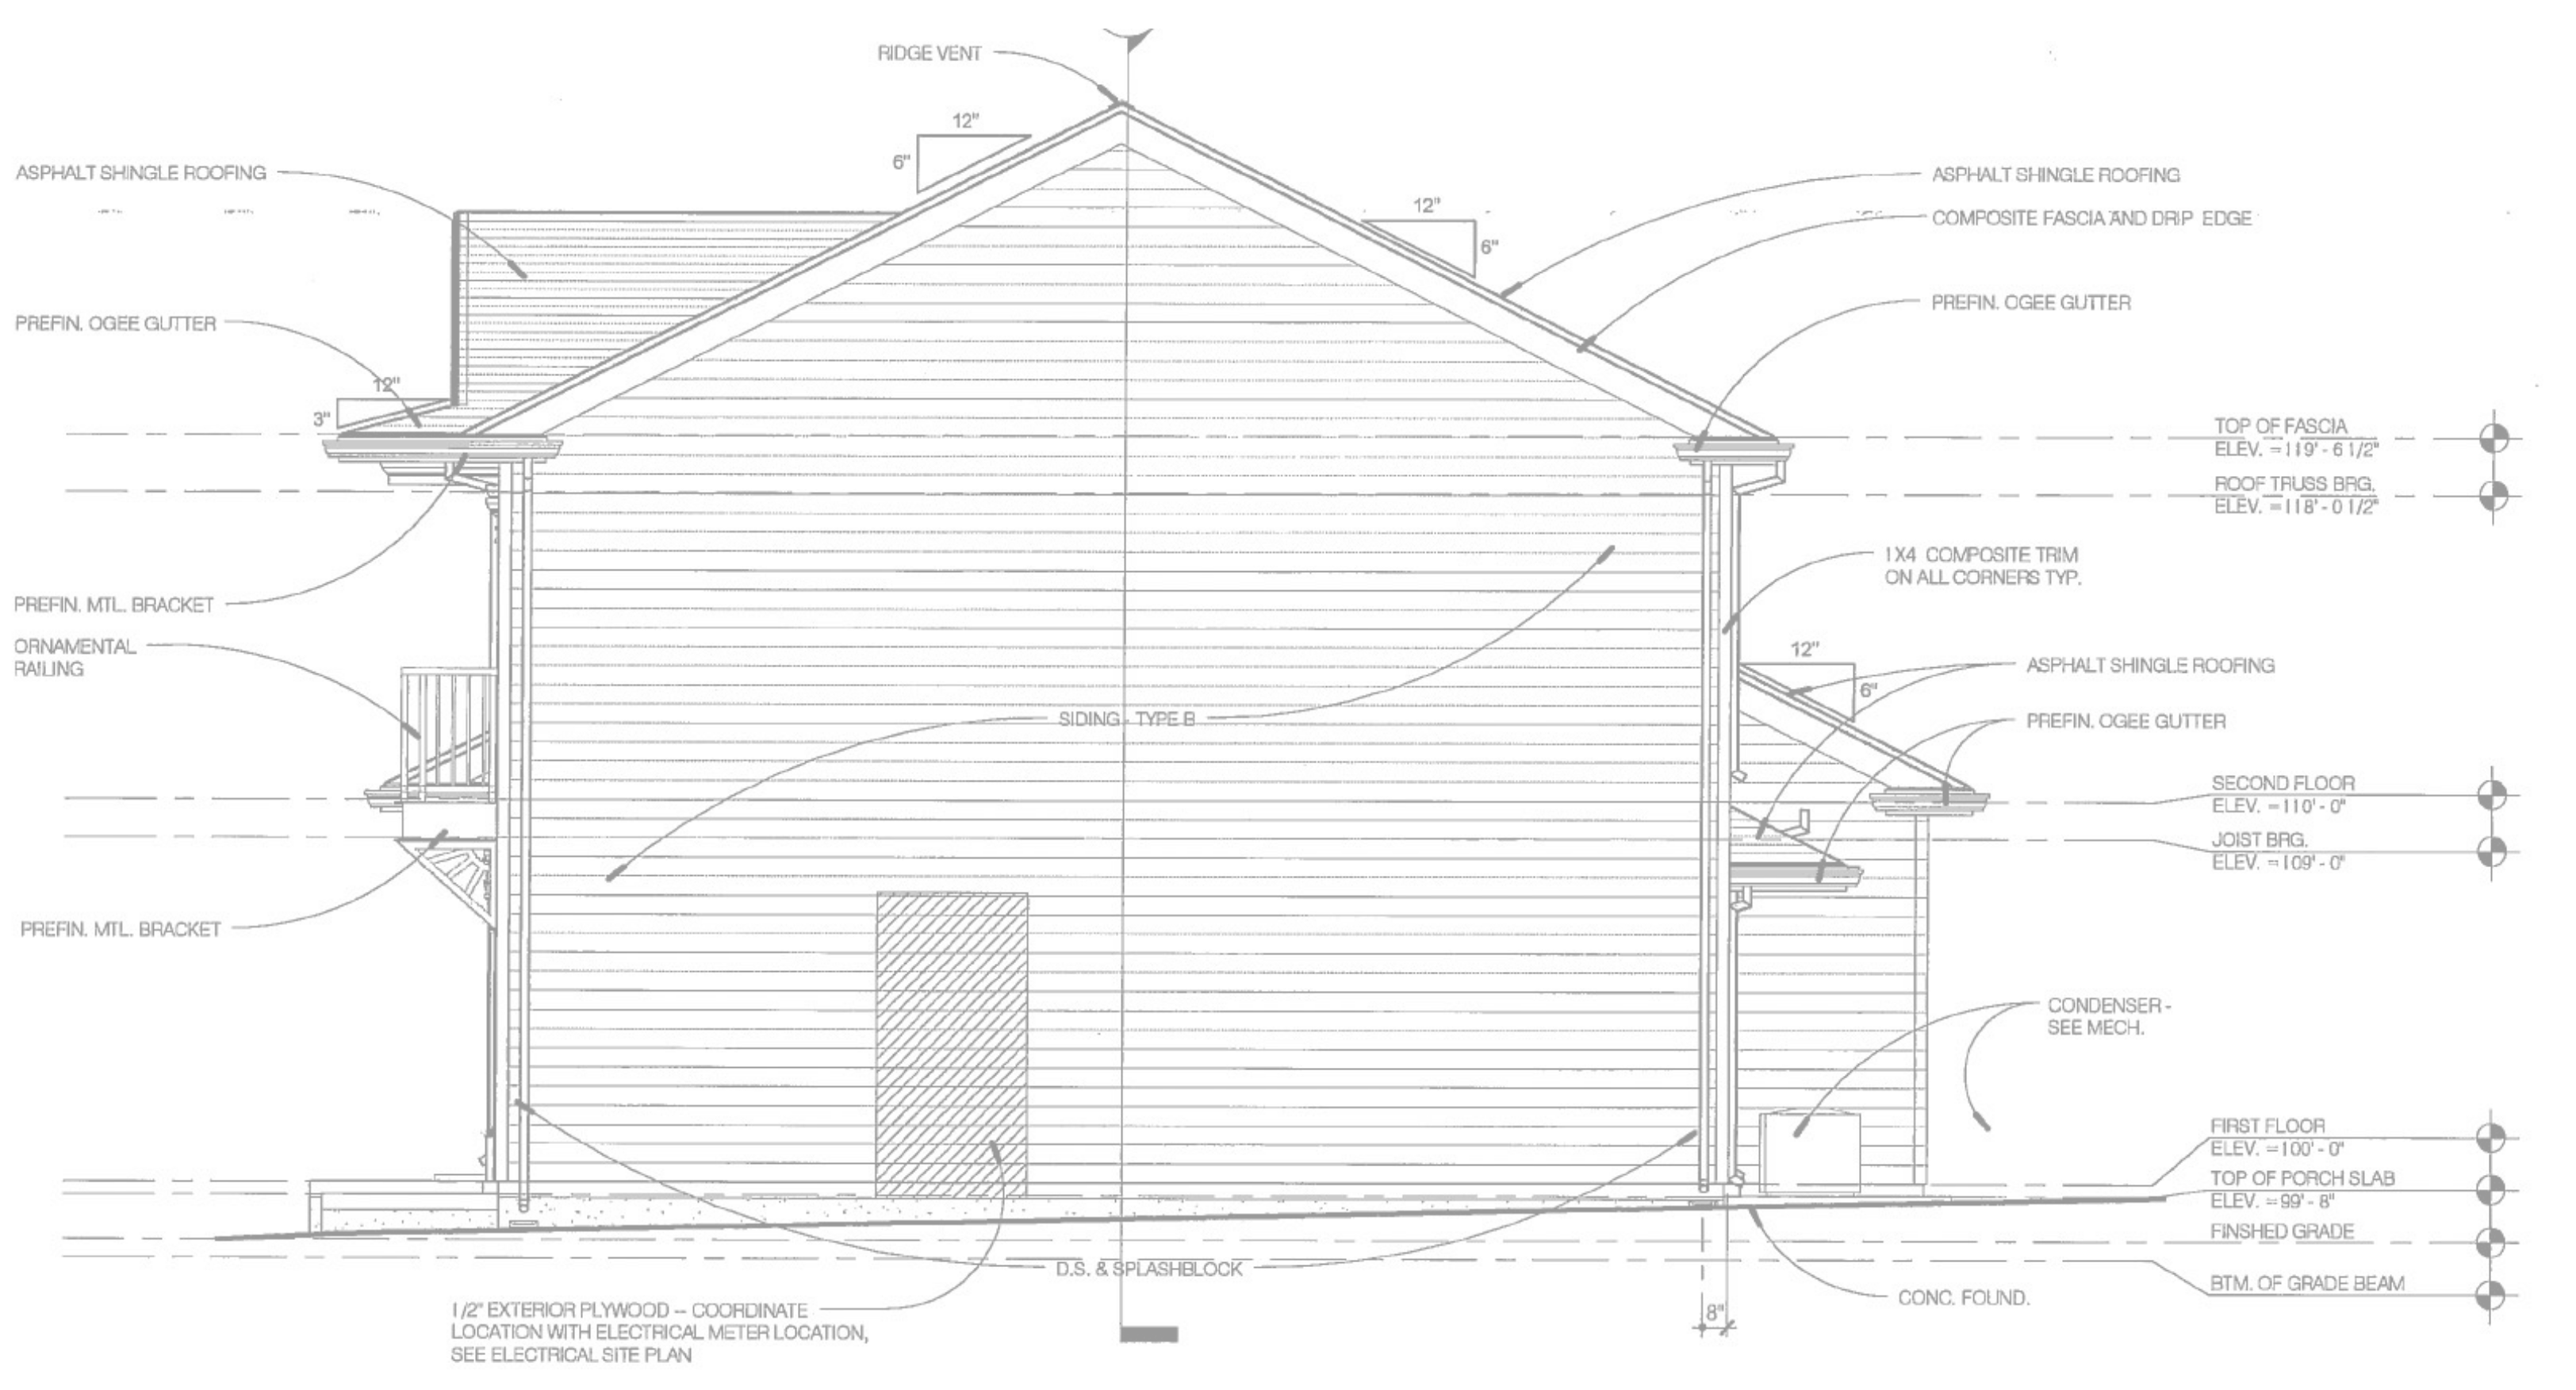 RIDGE VENT
12"
6"
ASPHALT SHINGLE ROOFING
ASPHALT SHINGLE ROOFING
12"
6"
COMPOSITE FASCIA AND DRIP EDGE
PREFIN. OGEE GUTTER
PREFIN. OGEE GUTTER
12"
3"
TOP OF FASCIA
ELEV. =119'-6 1/2"
ROOF TRUSS BRG.
ELEV. =118'-0 1/2"
1X4 COMPOSITE TRIM
ON ALL CORNERS TYP.
PREFIN. MTL. BRACKET
ORNAMENTAL
RAILING
12"
6"
ASPHALT SHINGLE ROOFING
SIDING - TYPE B
PREFIN. OGEE GUTTER
SECOND FLOOR
ELEV. =110'-0"
JOIST BRG.
ELEV. =109'-0"
PREFIN. MTL. BRACKET
CONDENSER -
SEE MECH.
FIRST FLOOR
ELEV. =100'-0"
TOP OF PORCH SLAB
ELEV. =99'-8"
FINSHED GRADE
D.S. & SPLASHBLOCK
BTM. OF GRADE BEAM
CONC. FOUND.
8"
1/2" EXTERIOR PLYWOOD -- COORDINATE
LOCATION WITH ELECTRICAL METER LOCATION,
SEE ELECTRICAL SITE PLAN